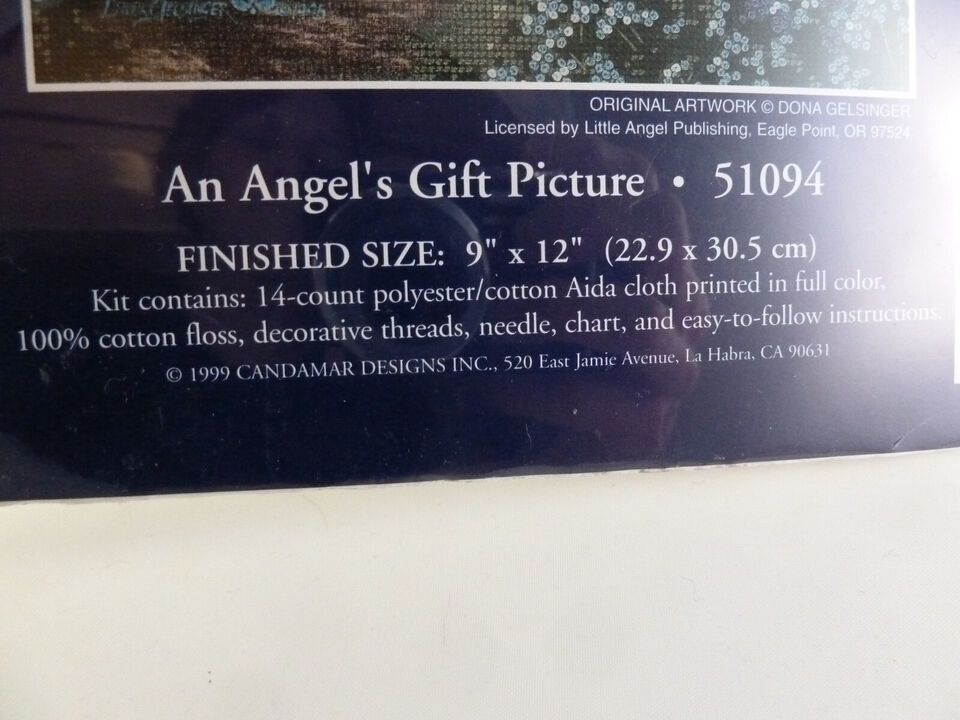 ORIGINAL ARTWORK © DONA GELSINGER
Licensed by Little Angel Publishing, Eagle Point, OR 97524
An Angel's Gift Picture • 51094
FINISHED SIZE: 9" x 12" (22.9 x 30.5 cm)
Kit contains: 14-count polyester/cotton Aida cloth printed in full color,
100% cotton floss, decorative threads, needle, chart, and easy-to-follow instructions.
© 1999 CANDAMAR DESIGNS INC., 520 East Jamie Avenue, La Habra, CA 90631